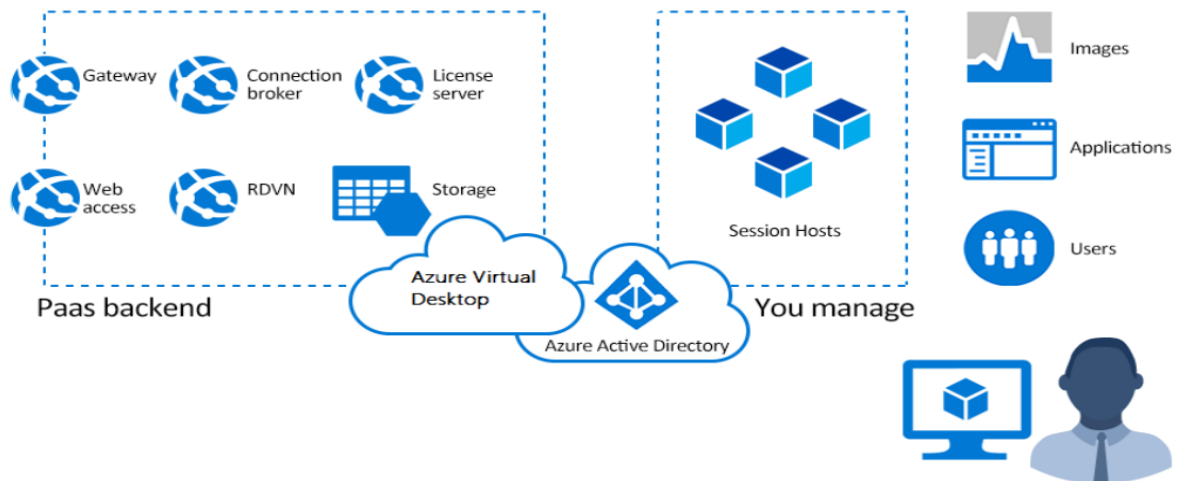 Gateway
Connection
broker
License
server
Web
access
RDVN
Storage
Azure Virtual
Desktop
Paas backend
Azure Active Directory
Session Hosts
You manage
Images
Applications
Users